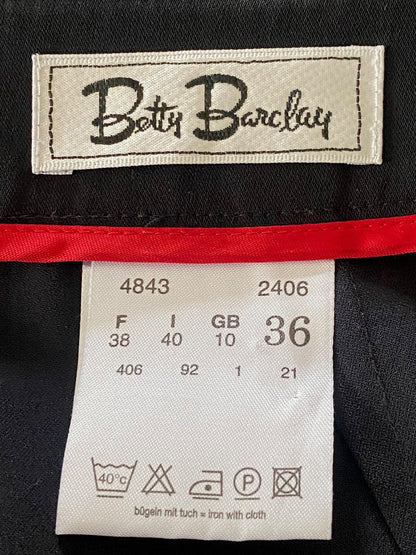 Betty Barclay
4843 2406
F I GB 36
38 40 10
406 92 1 21
40°C P
bügeln mit tuch = iron with cloth